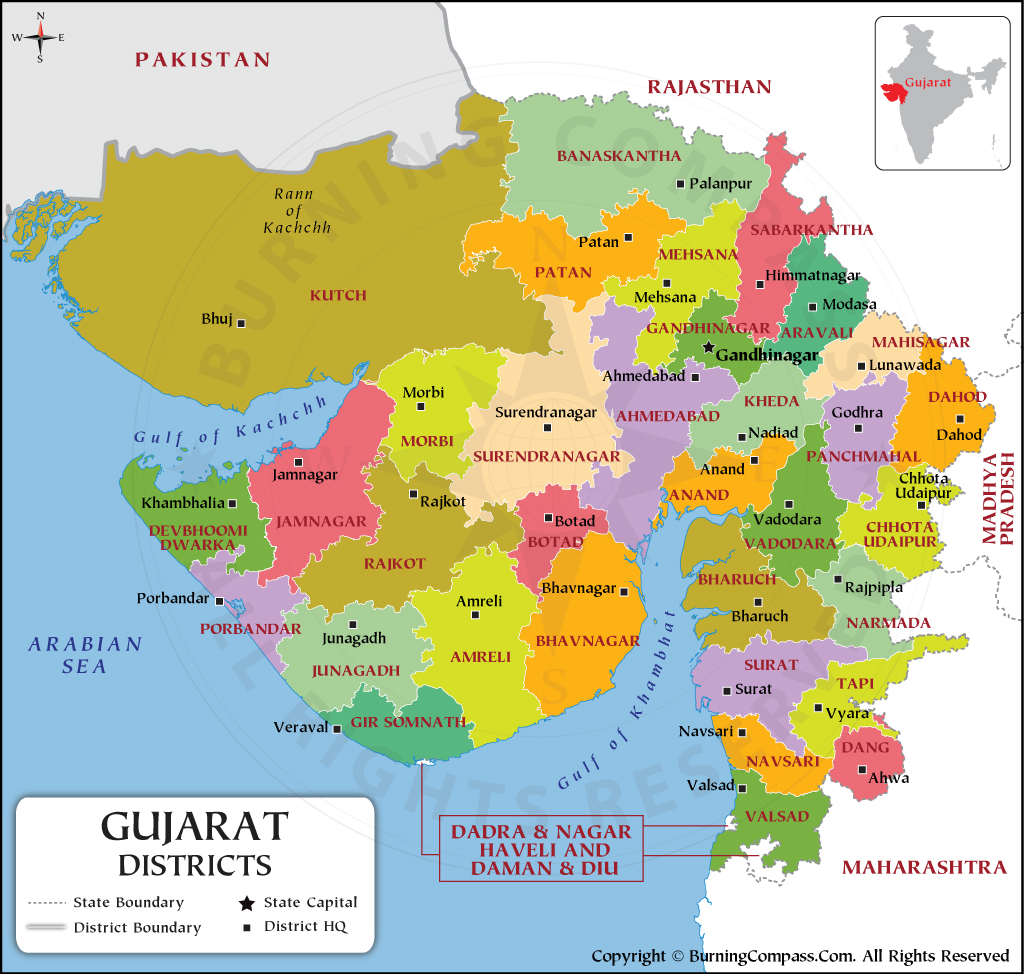 N
W E
S
PAKISTAN
RAJASTHAN
Gujarat
BANASKANTHA
Palanpur
Rann
of
Kachchh
SABARKANTHA
Patan
MEHSANA
PATAN
Himmatnagar
KUTCH
Mehsana
Modasa
Bhuj
GANDHINAGAR
ARAVALI
MAHISAGAR
Gandhinagar
Lunawada
Ahmedabad
Morbi
KHEDA
DAHOD
Gulf of Kachchh
Surendranagar
AHMEDABAD
Godhra
MORBI
Nadiad
Dahod
SURENDRANAGAR
PANCHMAHAL
Jamnagar
Anand
Chhota
Udaipur
MADHYA
PRADESH
Khambhalia
Rajkot
ANAND
JAMNAGAR
Botad
Vadodara
DEVBHOOMI
DWARKA
BOTAD
VADODARA
CHHOTA
UDAIPUR
RAJKOT
BHARUCH
Rajpipla
Bhavnagar
Porbandar
Amreli
Bharuch
PORBANDAR
Junagadh
NARMADA
ARABIAN
SEA
BHAVNAGAR
JUNAGADH
AMRELI
SURAT
TAPI
Surat
Gulf of Khambhat
Vyara
Veraval
GIR SOMNATH
Navsari
DANG
NAVSARI
Ahwa
Valsad
VALSAD
GUJARAT
DISTRICTS
DADRA & NAGAR
HAVELI AND
DAMAN & DIU
MAHARASHTRA
State Boundary
State Capital
District Boundary
District HQ
Copyright © BurningCompass.Com. All Rights Reserved
BURNING COMPASS
ALL RIGHTS RESERVED
N
W E
S